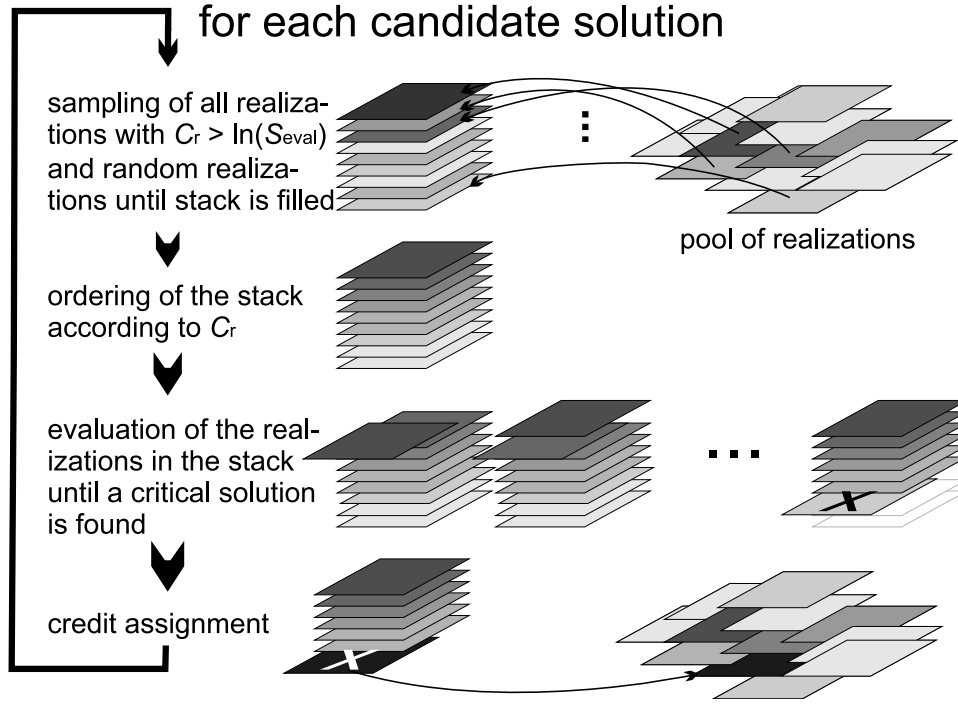 for each candidate solution
sampling of all realiza-
tions with Cr > ln(Seval)
and random realiza-
tions until stack is filled
pool of realizations
ordering of the stack
according to Cr
evaluation of the real-
izations in the stack
until a critical solution
is found
credit assignment